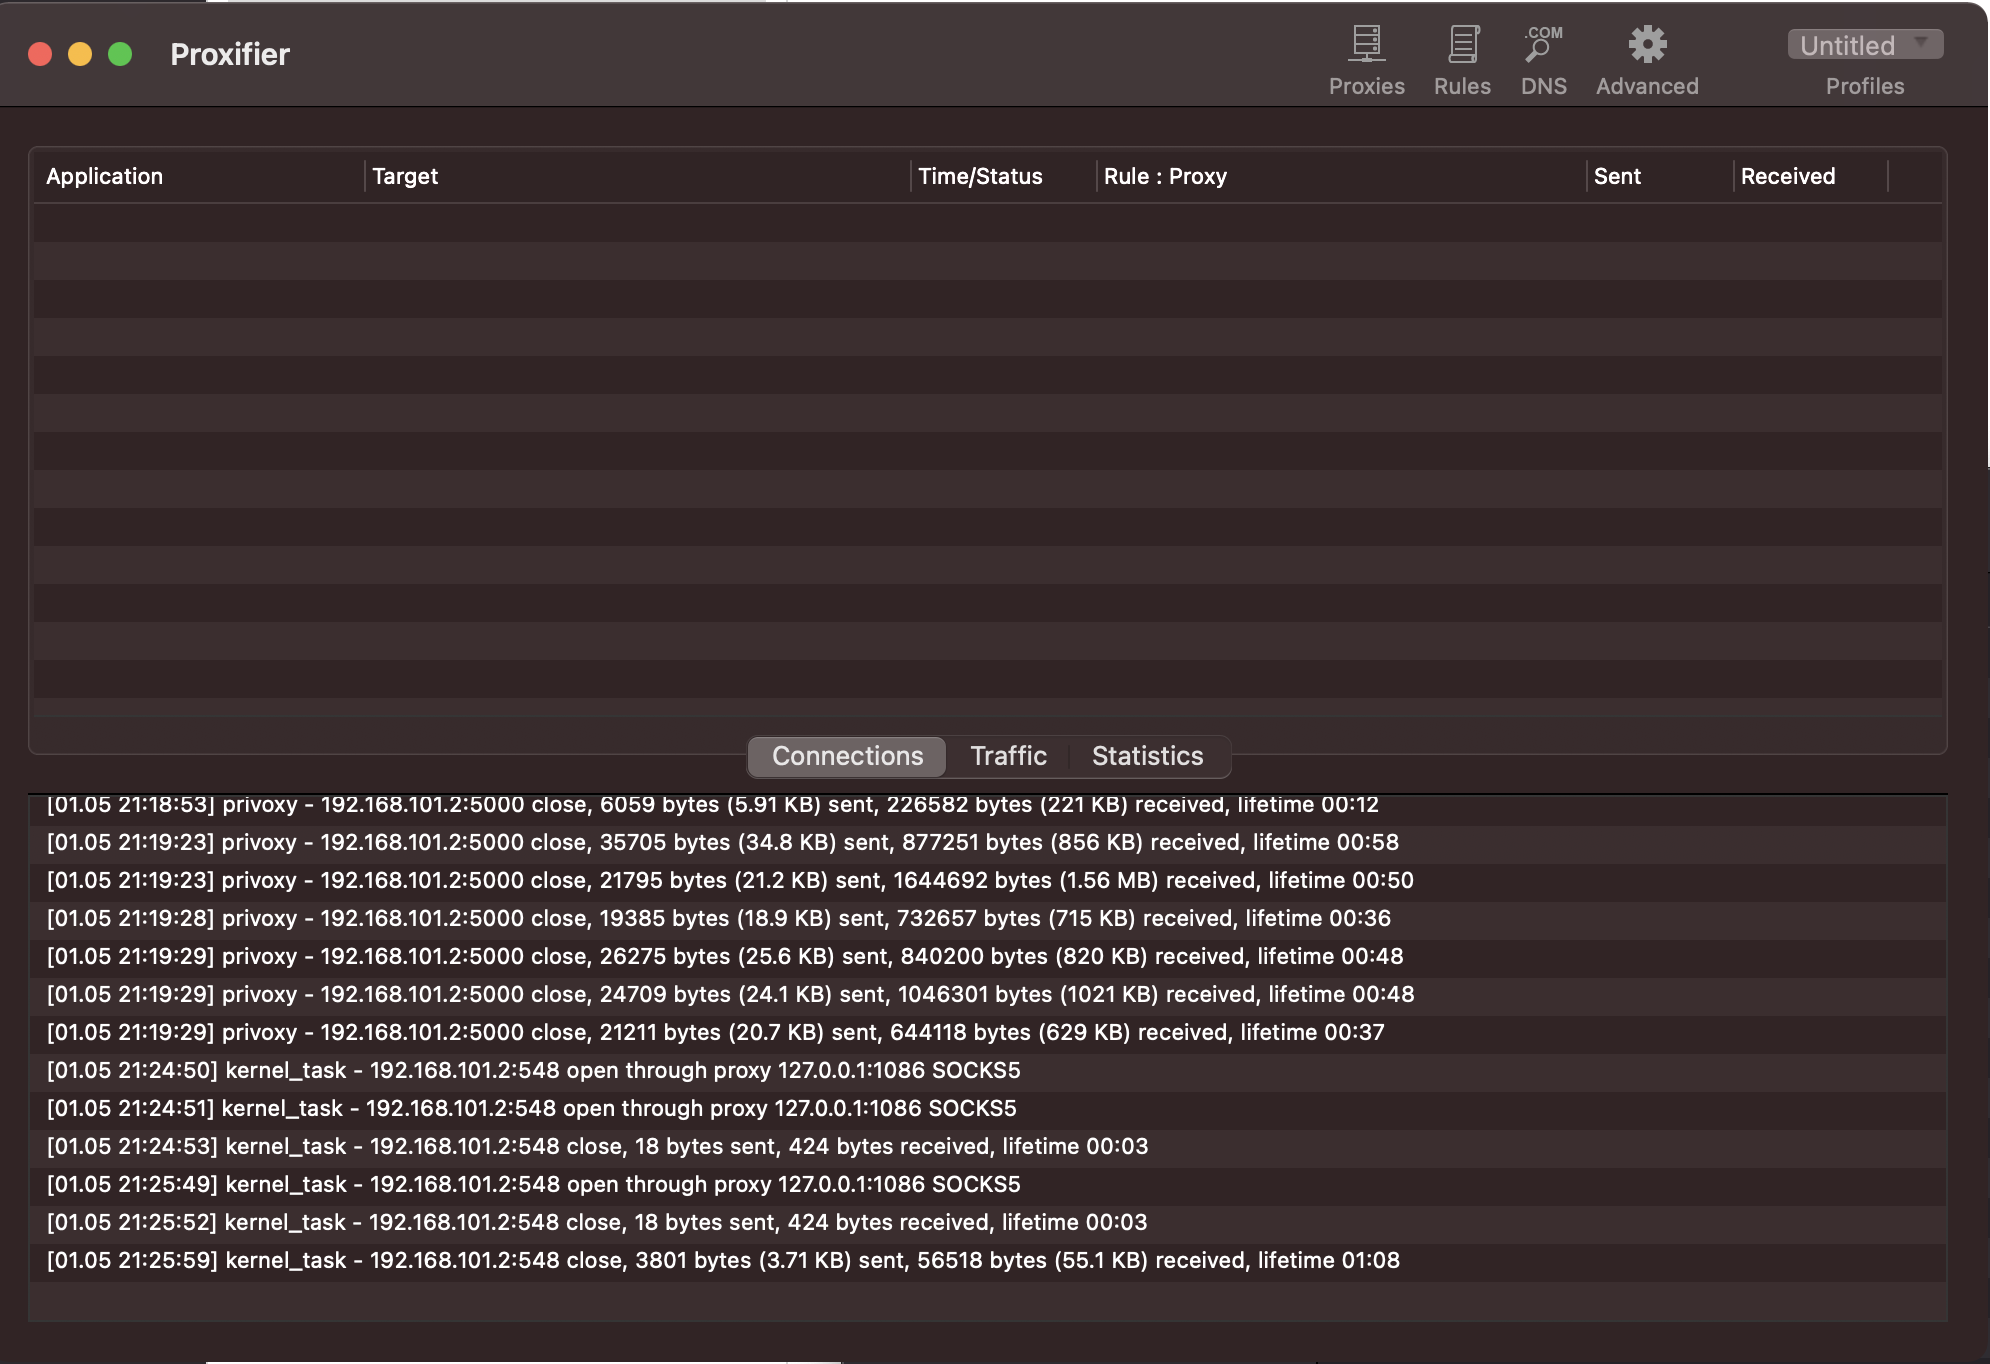 Proxifier
.COM
Proxies Rules DNS Advanced
Untitled
Profiles
Application Target Time/Status Rule : Proxy Sent Received
Connections Traffic Statistics
[01.05 21:18:53] privoxy - 192.168.101.2:5000 close, 6059 bytes (5.91 KB) sent, 226582 bytes (221 KB) received, lifetime 00:12
[01.05 21:19:23] privoxy - 192.168.101.2:5000 close, 35705 bytes (34.8 KB) sent, 877251 bytes (856 KB) received, lifetime 00:58
[01.05 21:19:23] privoxy - 192.168.101.2:5000 close, 21795 bytes (21.2 KB) sent, 1644692 bytes (1.56 MB) received, lifetime 00:50
[01.05 21:19:28] privoxy - 192.168.101.2:5000 close, 19385 bytes (18.9 KB) sent, 732657 bytes (715 KB) received, lifetime 00:36
[01.05 21:19:29] privoxy - 192.168.101.2:5000 close, 26275 bytes (25.6 KB) sent, 840200 bytes (820 KB) received, lifetime 00:48
[01.05 21:19:29] privoxy - 192.168.101.2:5000 close, 24709 bytes (24.1 KB) sent, 1046301 bytes (1021 KB) received, lifetime 00:48
[01.05 21:19:29] privoxy - 192.168.101.2:5000 close, 21211 bytes (20.7 KB) sent, 644118 bytes (629 KB) received, lifetime 00:37
[01.05 21:24:50] kernel_task - 192.168.101.2:548 open through proxy 127.0.0.1:1086 SOCKS5
[01.05 21:24:51] kernel_task - 192.168.101.2:548 open through proxy 127.0.0.1:1086 SOCKS5
[01.05 21:24:53] kernel_task - 192.168.101.2:548 close, 18 bytes sent, 424 bytes received, lifetime 00:03
[01.05 21:25:49] kernel_task - 192.168.101.2:548 open through proxy 127.0.0.1:1086 SOCKS5
[01.05 21:25:52] kernel_task - 192.168.101.2:548 close, 18 bytes sent, 424 bytes received, lifetime 00:03
[01.05 21:25:59] kernel_task - 192.168.101.2:548 close, 3801 bytes (3.71 KB) sent, 56518 bytes (55.1 KB) received, lifetime 01:08